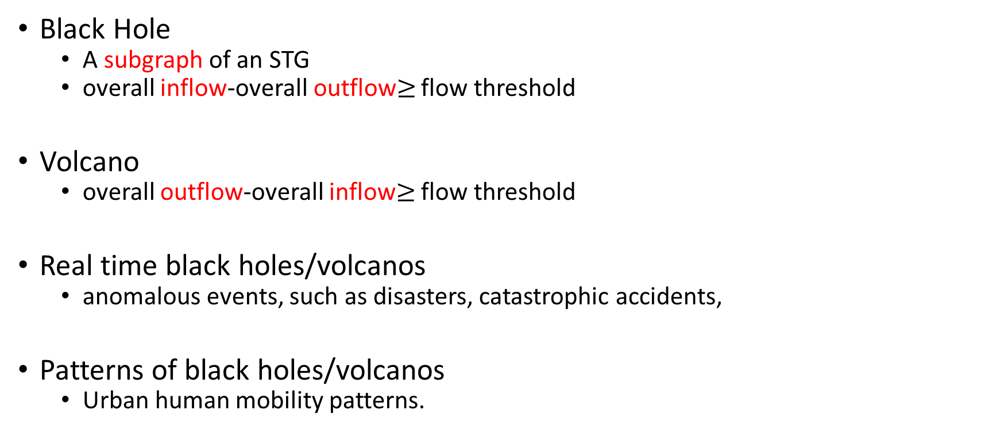 • Black Hole
• A subgraph of an STG
• overall inflow-overall outflow≥ flow threshold
• Volcano
• overall outflow-overall inflow≥ flow threshold
• Real time black holes/volcanos
• anomalous events, such as disasters, catastrophic accidents,
• Patterns of black holes/volcanos
• Urban human mobility patterns.